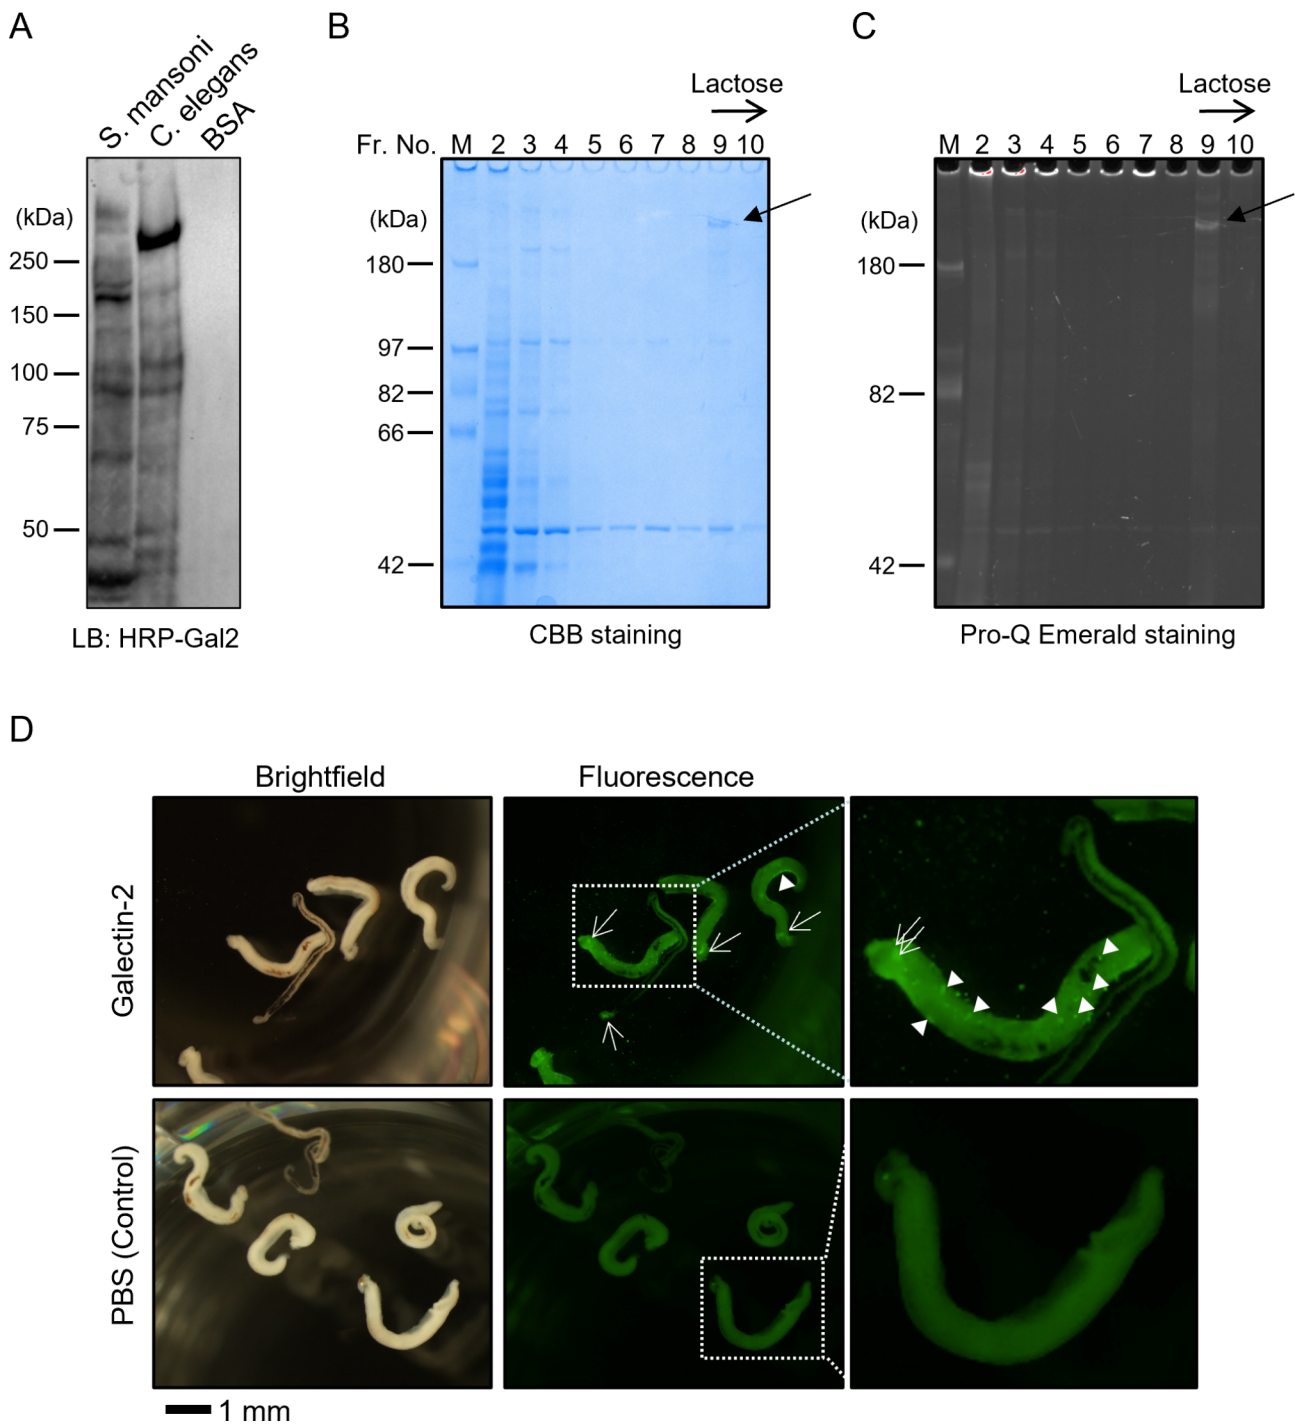 A
S. mansoni
C. elegans
BSA
(kDa)
250
150
100
75
50
LB: HRP-Gal2
B
Lactose
Fr. No. M 2 3 4 5 6 7 8 9 10
(kDa)
180
97
82
66
42
CBB staining
C
Lactose
M 2 3 4 5 6 7 8 9 10
(kDa)
180
82
42
Pro-Q Emerald staining
D
Brightfield Fluorescence
Galectin-2
PBS (Control)
1 mm